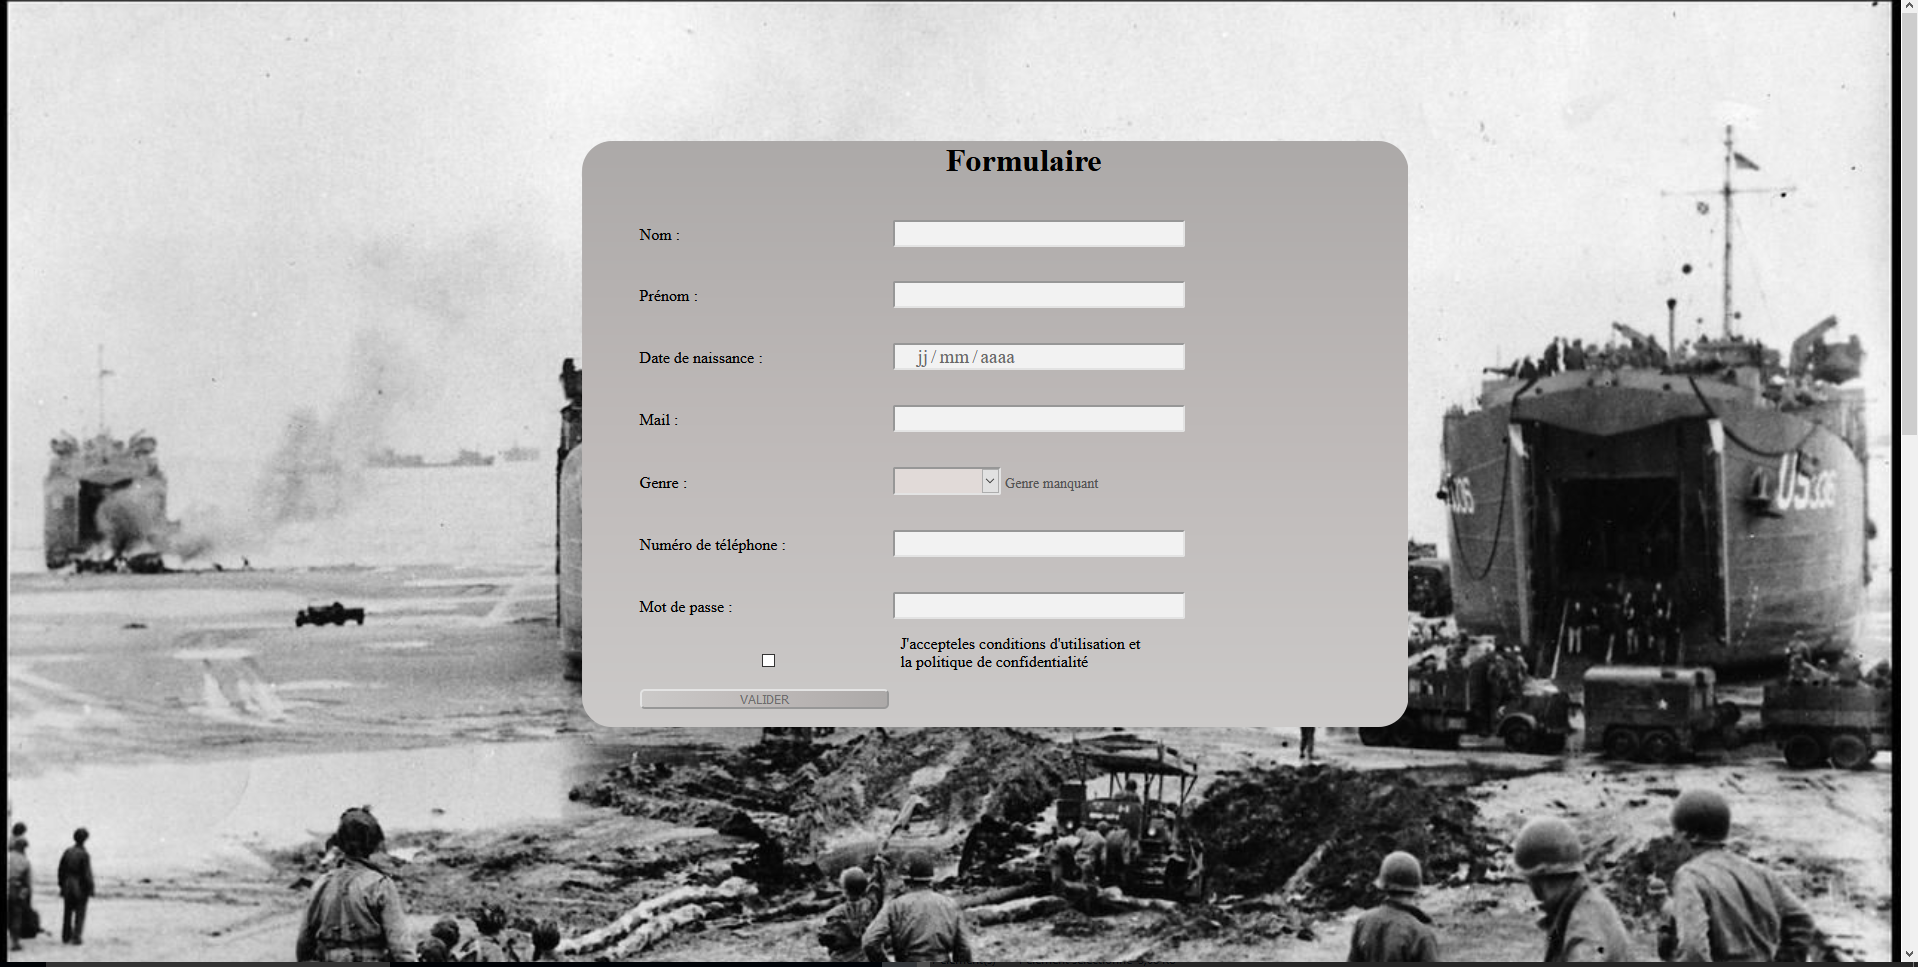 Formulaire
Nom :
Prénom :
Date de naissance :
jj / mm / aaaa
Mail :
Genre :
Genre manquant
Numéro de téléphone :
Mot de passe :
J'accepteles conditions d'utilisation et
la politique de confidentialité
VALIDER